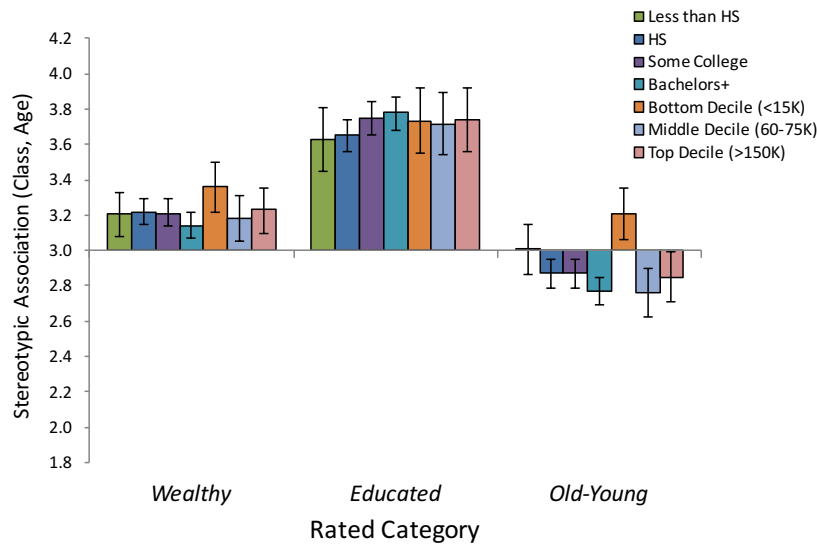 Less than HS
HS
Some College
Bachelors+
Bottom Decile (<15K)
Middle Decile (60-75K)
Top Decile (>150K)
Stereotypic Association (Class, Age)
4.2
4.0
3.8
3.6
3.4
3.2
3.0
2.8
2.6
2.4
2.2
2.0
1.8
Wealthy
Educated
Old-Young
Rated Category